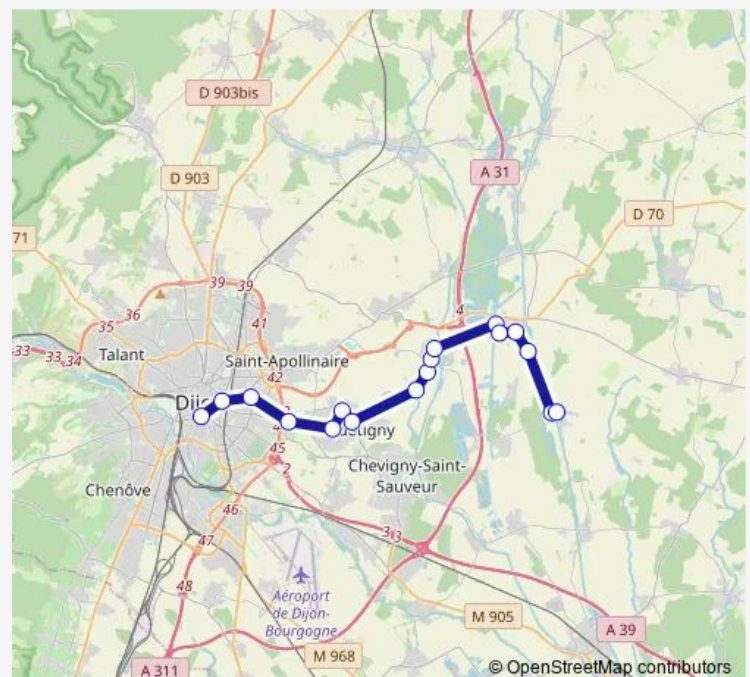 D 903bis
D 903
A 31
D 70
71
39
39
36
35
41
4
33
33
34
Talant
Saint-Apollinaire
42
45
2
Chevigny-Saint-
Sauveur
Chenôve
46
3
3
47
48
Aéroport
de Dijon-
Bourgogne
M 905
A 39
M 968
A 311
© OpenStreetMap contributors